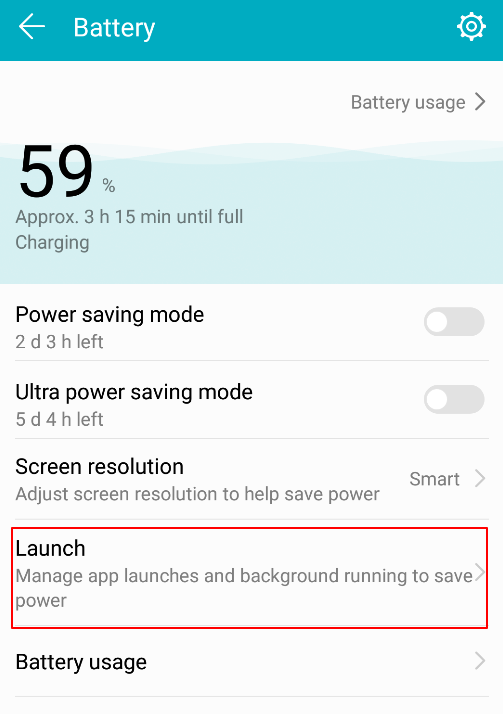 Battery
Battery usage
59 %
Approx. 3 h 15 min until full
Charging
Power saving mode
2 d 3 h left
Ultra power saving mode
5 d 4 h left
Screen resolution
Smart
Adjust screen resolution to help save power
Launch
Manage app launches and background running to save
power
Battery usage